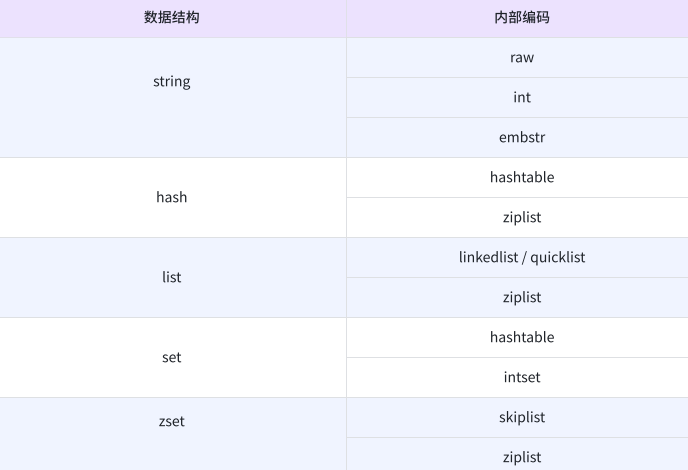 数据结构 内部编码
raw
string
int
embstr
hashtable
hash
ziplist
linkedlist / quicklist
list
ziplist
hashtable
set
intset
skiplist
zset
ziplist